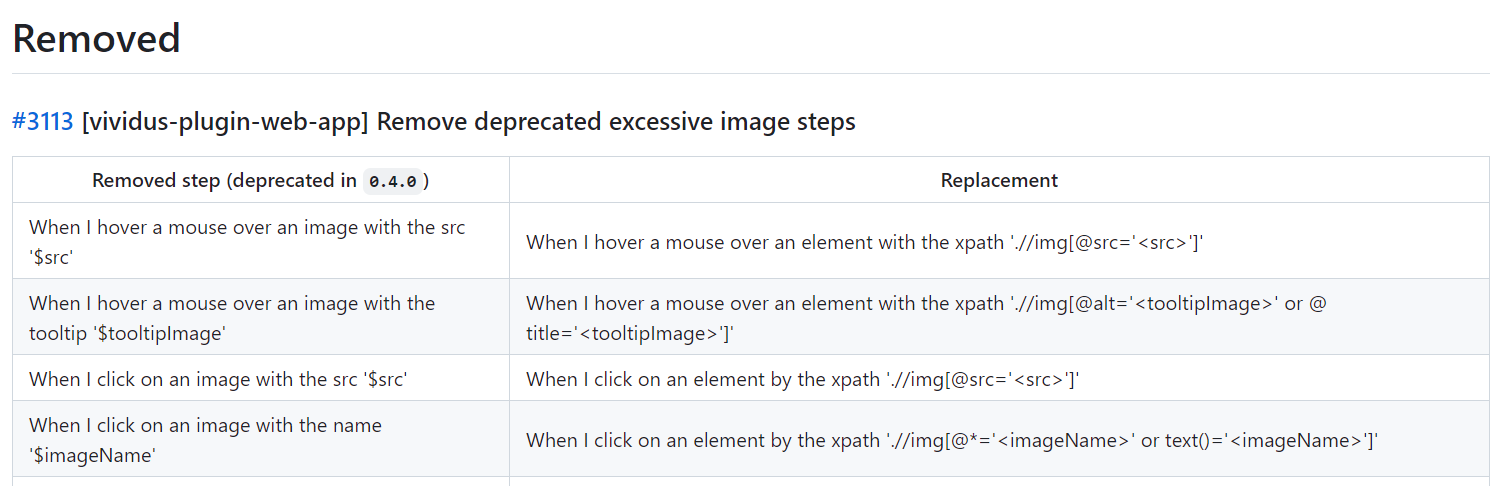 Removed
#3113 [vividus-plugin-web-app] Remove deprecated excessive image steps
Removed step (deprecated in 0.4.0)
Replacement
When I hover a mouse over an image with the src
'$src'
When I hover a mouse over an element with the xpath './/img[@src='<src>']'
When I hover a mouse over an image with the
tooltip '$tooltipImage'
When I hover a mouse over an element with the xpath './/img[@alt='<tooltipImage>' or @
title='<tooltipImage>']'
When I click on an image with the src '$src'
When I click on an element by the xpath './/img[@src='<src>']'
When I click on an image with the name
'$imageName'
When I click on an element by the xpath './/img[@*='<imageName>' or text()='<imageName>']'